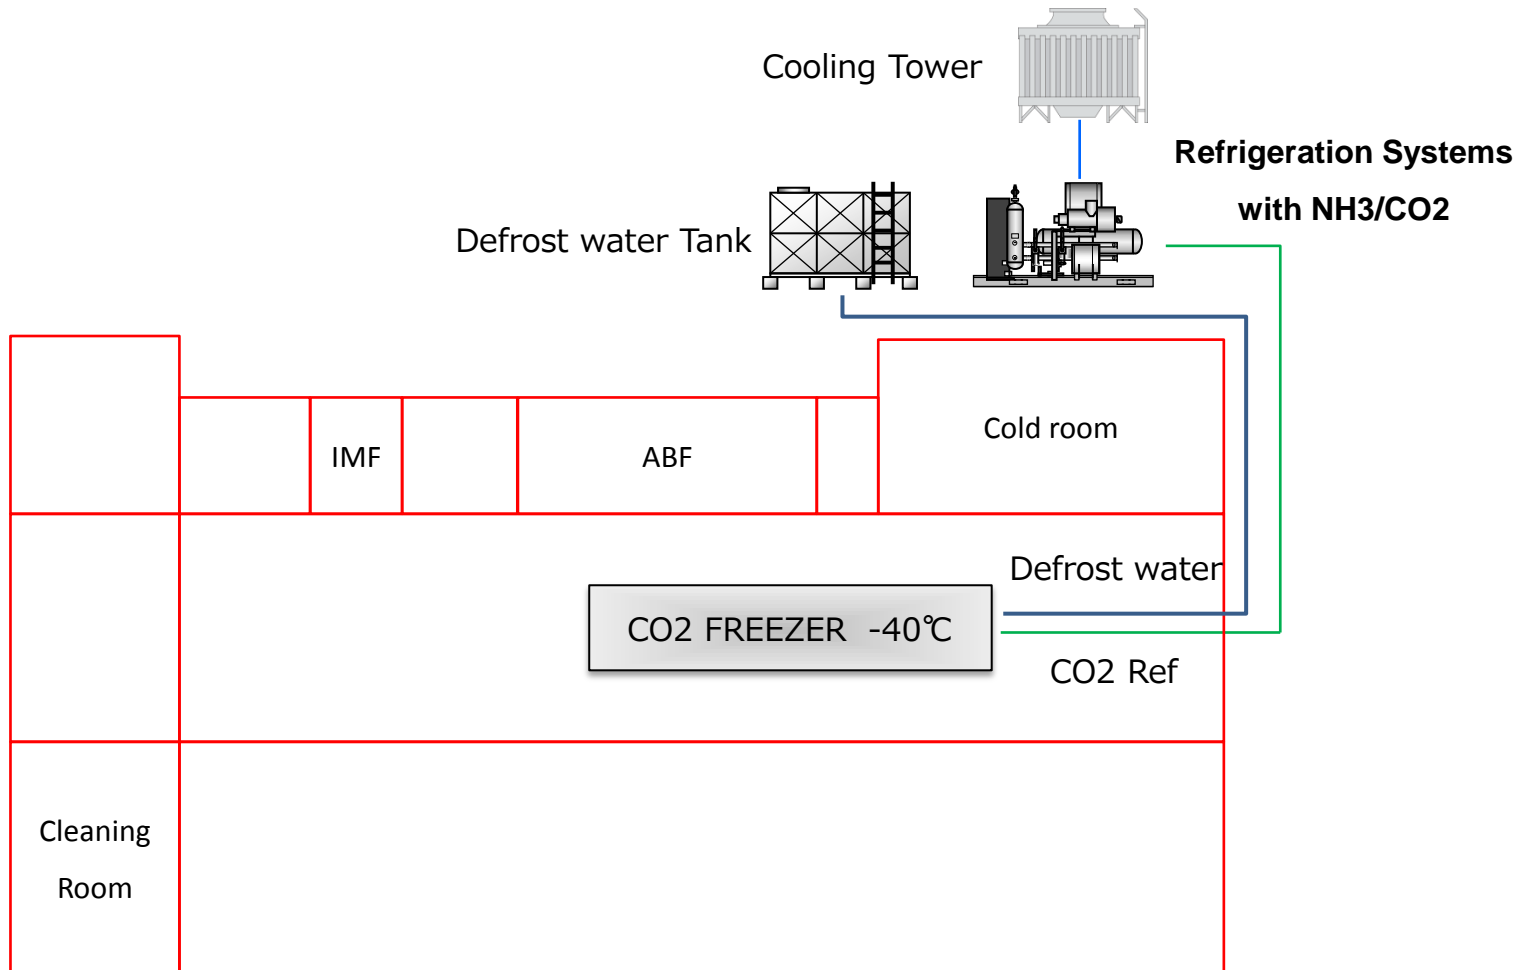 Cooling Tower
Refrigeration Systems
with NH3/CO2
Defrost water Tank
Cold room
IMF
ABF
Defrost water
CO2 FREEZER -40℃
CO2 Ref
Cleaning
Room